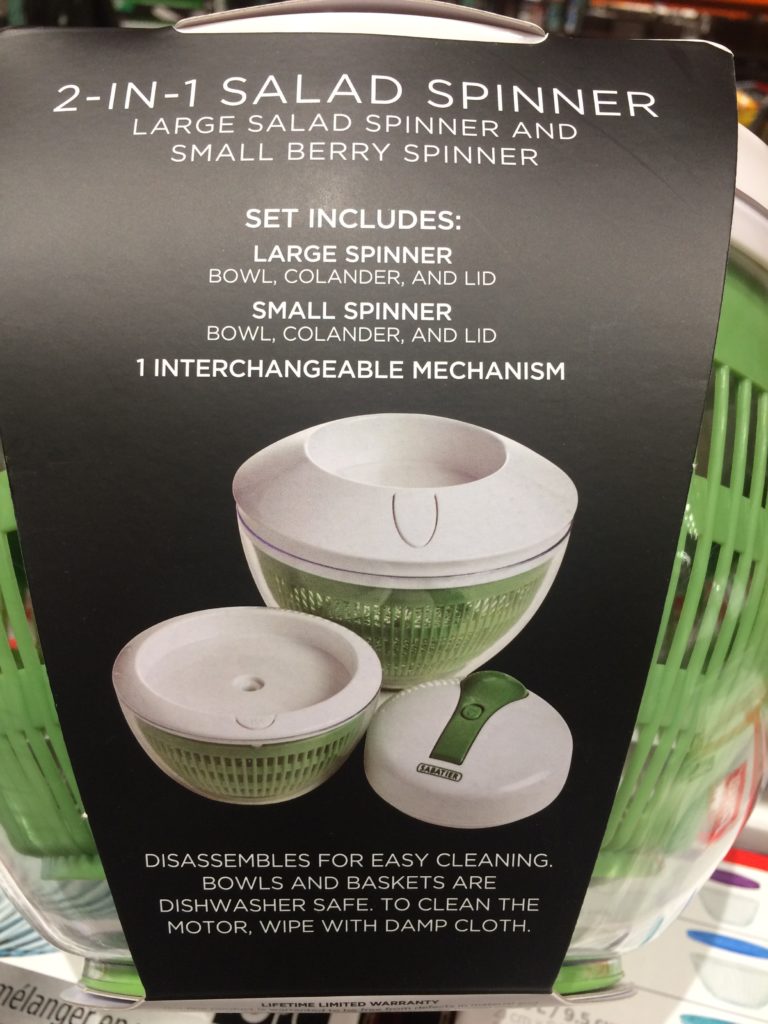 2-IN-1 SALAD SPINNER
LARGE SALAD SPINNER AND
SMALL BERRY SPINNER
SET INCLUDES:
LARGE SPINNER
BOWL, COLANDER, AND LID
SMALL SPINNER
BOWL, COLANDER, AND LID
1 INTERCHANGEABLE MECHANISM
SABATIER
DISASSEMBLES FOR EASY CLEANING.
BOWLS AND BASKETS ARE
DISHWASHER SAFE. TO CLEAN THE
MOTOR, WIPE WITH DAMP CLOTH.
LIFETIME LIMITED WARRANTY
mélanger en